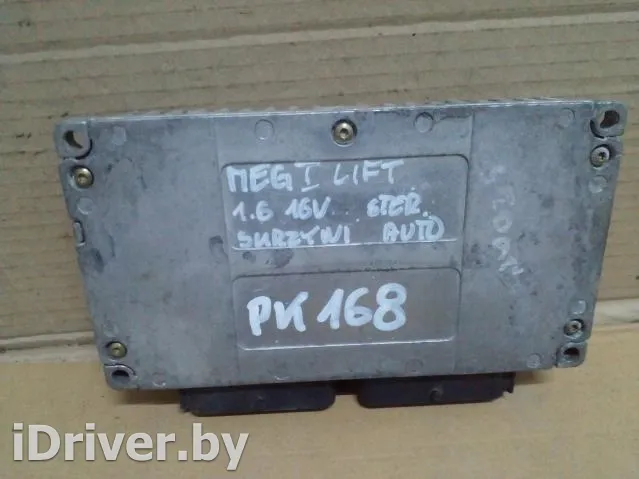 MEG I LIFT
1.6 16V STER.
SKRZYNI AUTO
PK 168
iDriver.by